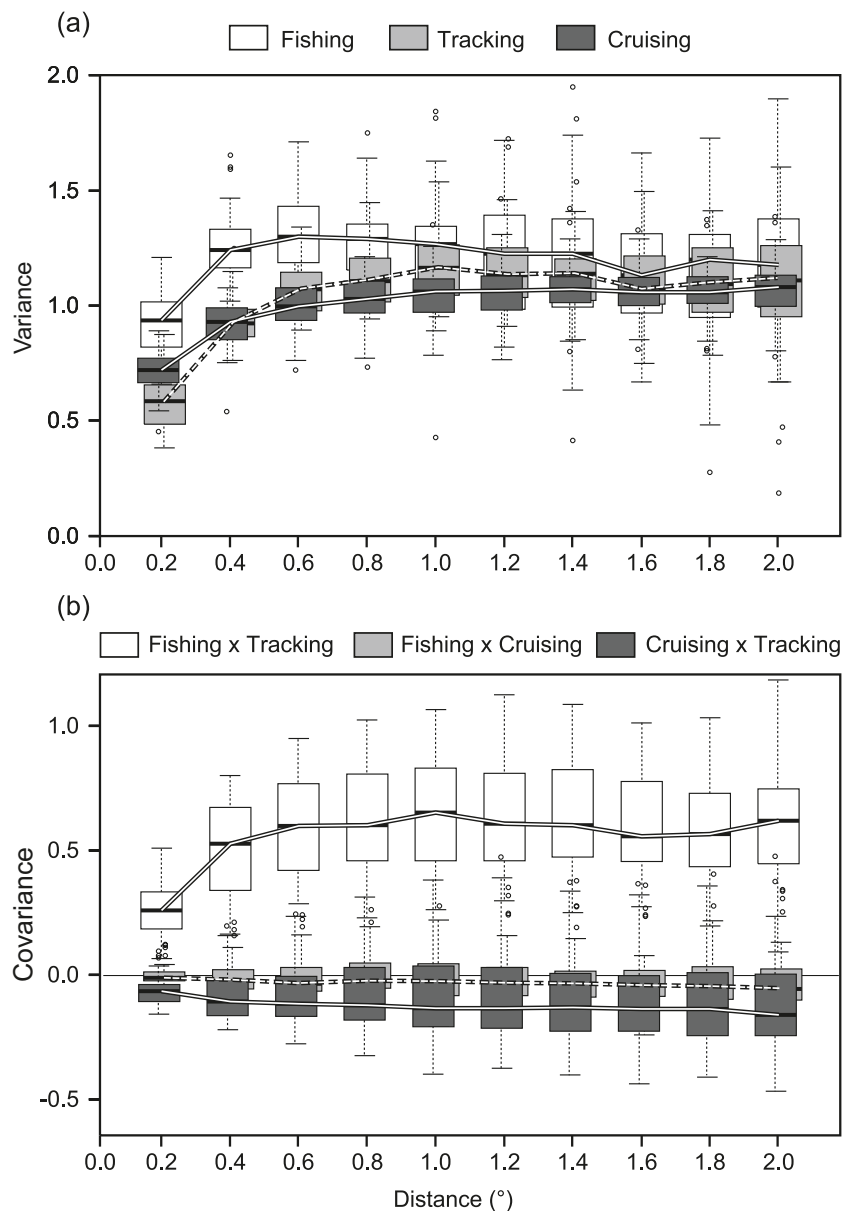 (a)
Fishing Tracking Cruising
2.0
1.5
1.0
0.5
0.0
Variance
0.0 0.2 0.4 0.6 0.8 1.0 1.2 1.4 1.6 1.8 2.0
(b)
Fishing x Tracking Fishing x Cruising Cruising x Tracking
1.0
0.5
0.0
-0.5
Covariance
0.0 0.2 0.4 0.6 0.8 1.0 1.2 1.4 1.6 1.8 2.0
Distance (°)